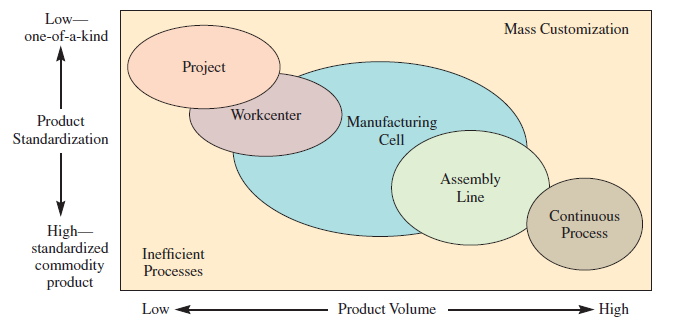 Low—
one-of-a-kind
Mass Customization
Project
Workcenter
Manufacturing
Cell
Product
Standardization
Assembly
Line
Continuous
Process
High—
standardized
commodity
product
Inefficient
Processes
Low
Product Volume
High